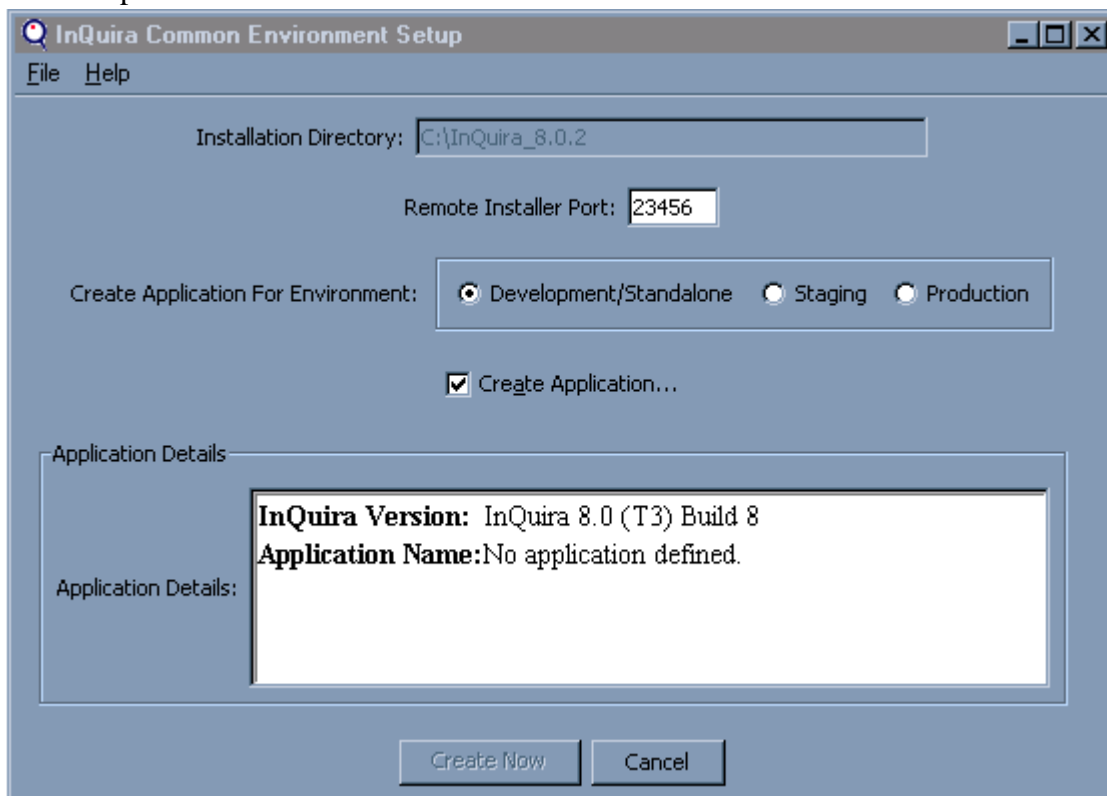 InQuira Common Environment Setup
File Help
Installation Directory: C:\InQuira_8.0.2
Remote Installer Port: 23456
Create Application For Environment: Development/Standalone Staging Production
Create Application...
Application Details
InQuira Version: InQuira 8.0 (T3) Build 8
Application Name:No application defined.
Application Details:
Create Now Cancel